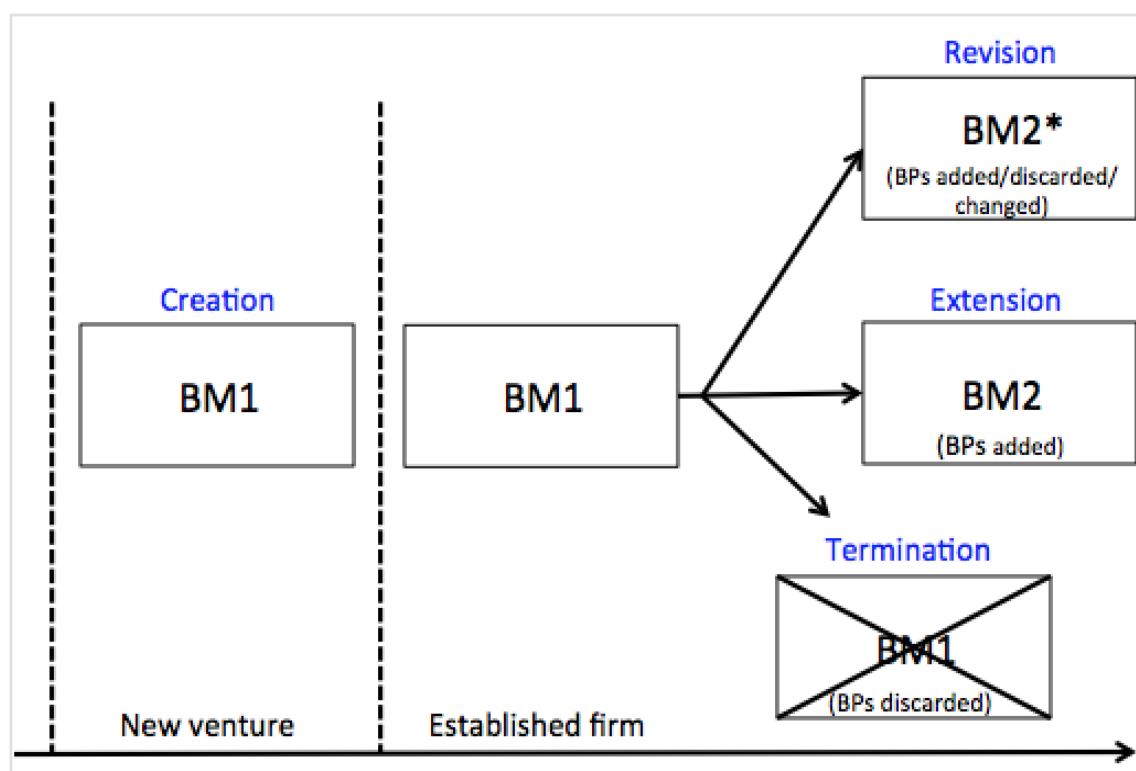 Revision
BM2*
(BPs added/discarded/
changed)
Creation
BM1
BM1
Extension
BM2
(BPs added)
Termination
BM1
(BPs discarded)
New venture
Established firm